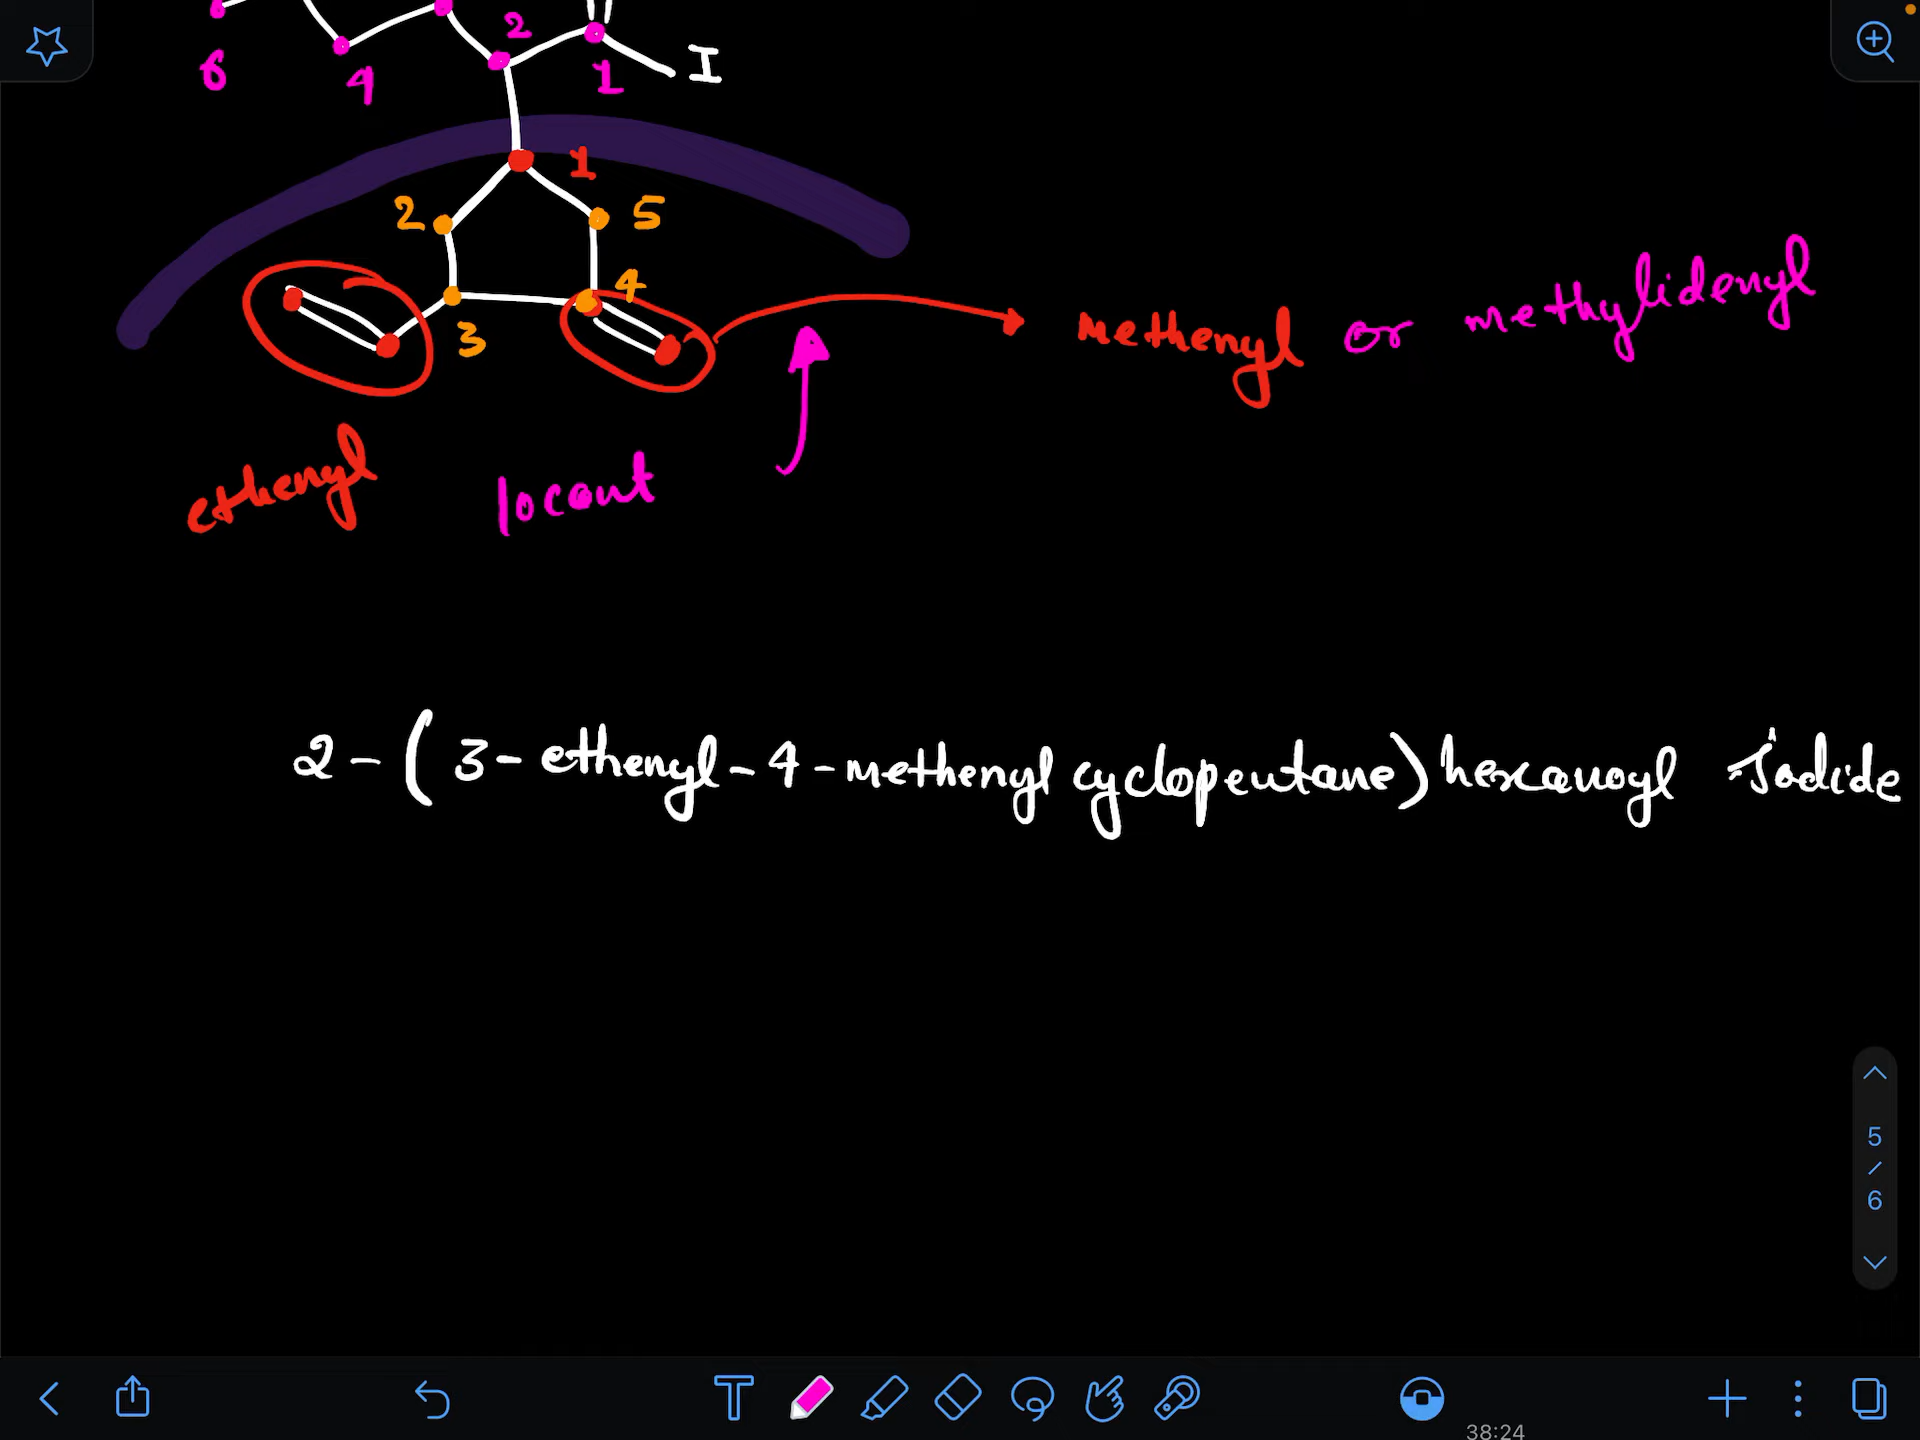 2
I
6
4
1
1
2
5
4
3
methenyl or methylidenyl
ethenyl
locant
2-(3-ethenyl-4-methenyl cyclopentane)hexanoyl Iodide
5
/
6
T
38:24